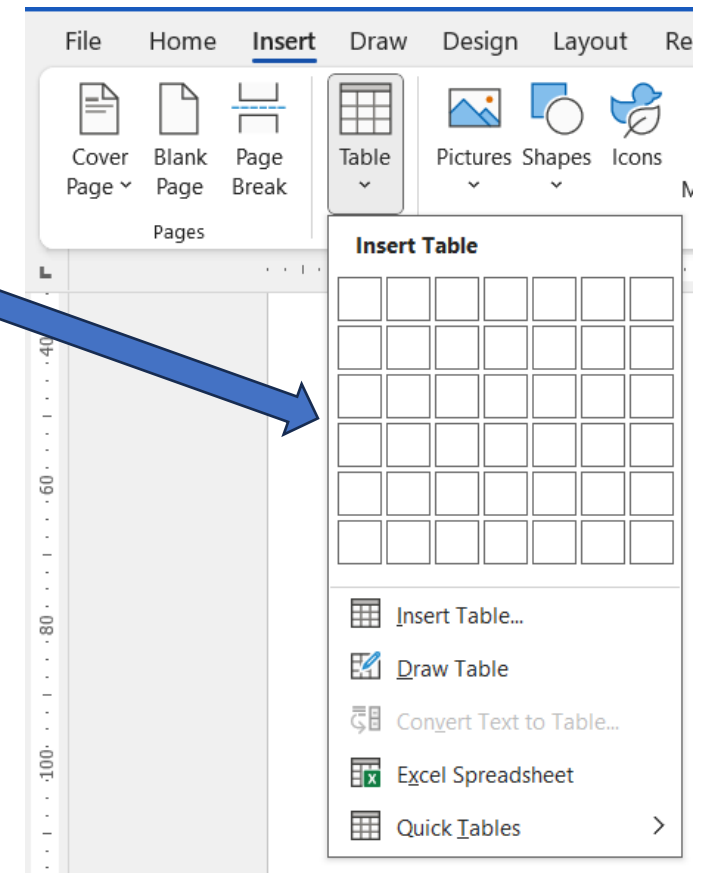 File Home Insert Draw Design Layout Re
Cover Page
Blank Page
Page Break
Table
Pictures
Shapes
Icons
M
Pages
Insert Table
40
60
80
100
Insert Table...
Draw Table
Convert Text to Table...
Excel Spreadsheet
Quick Tables